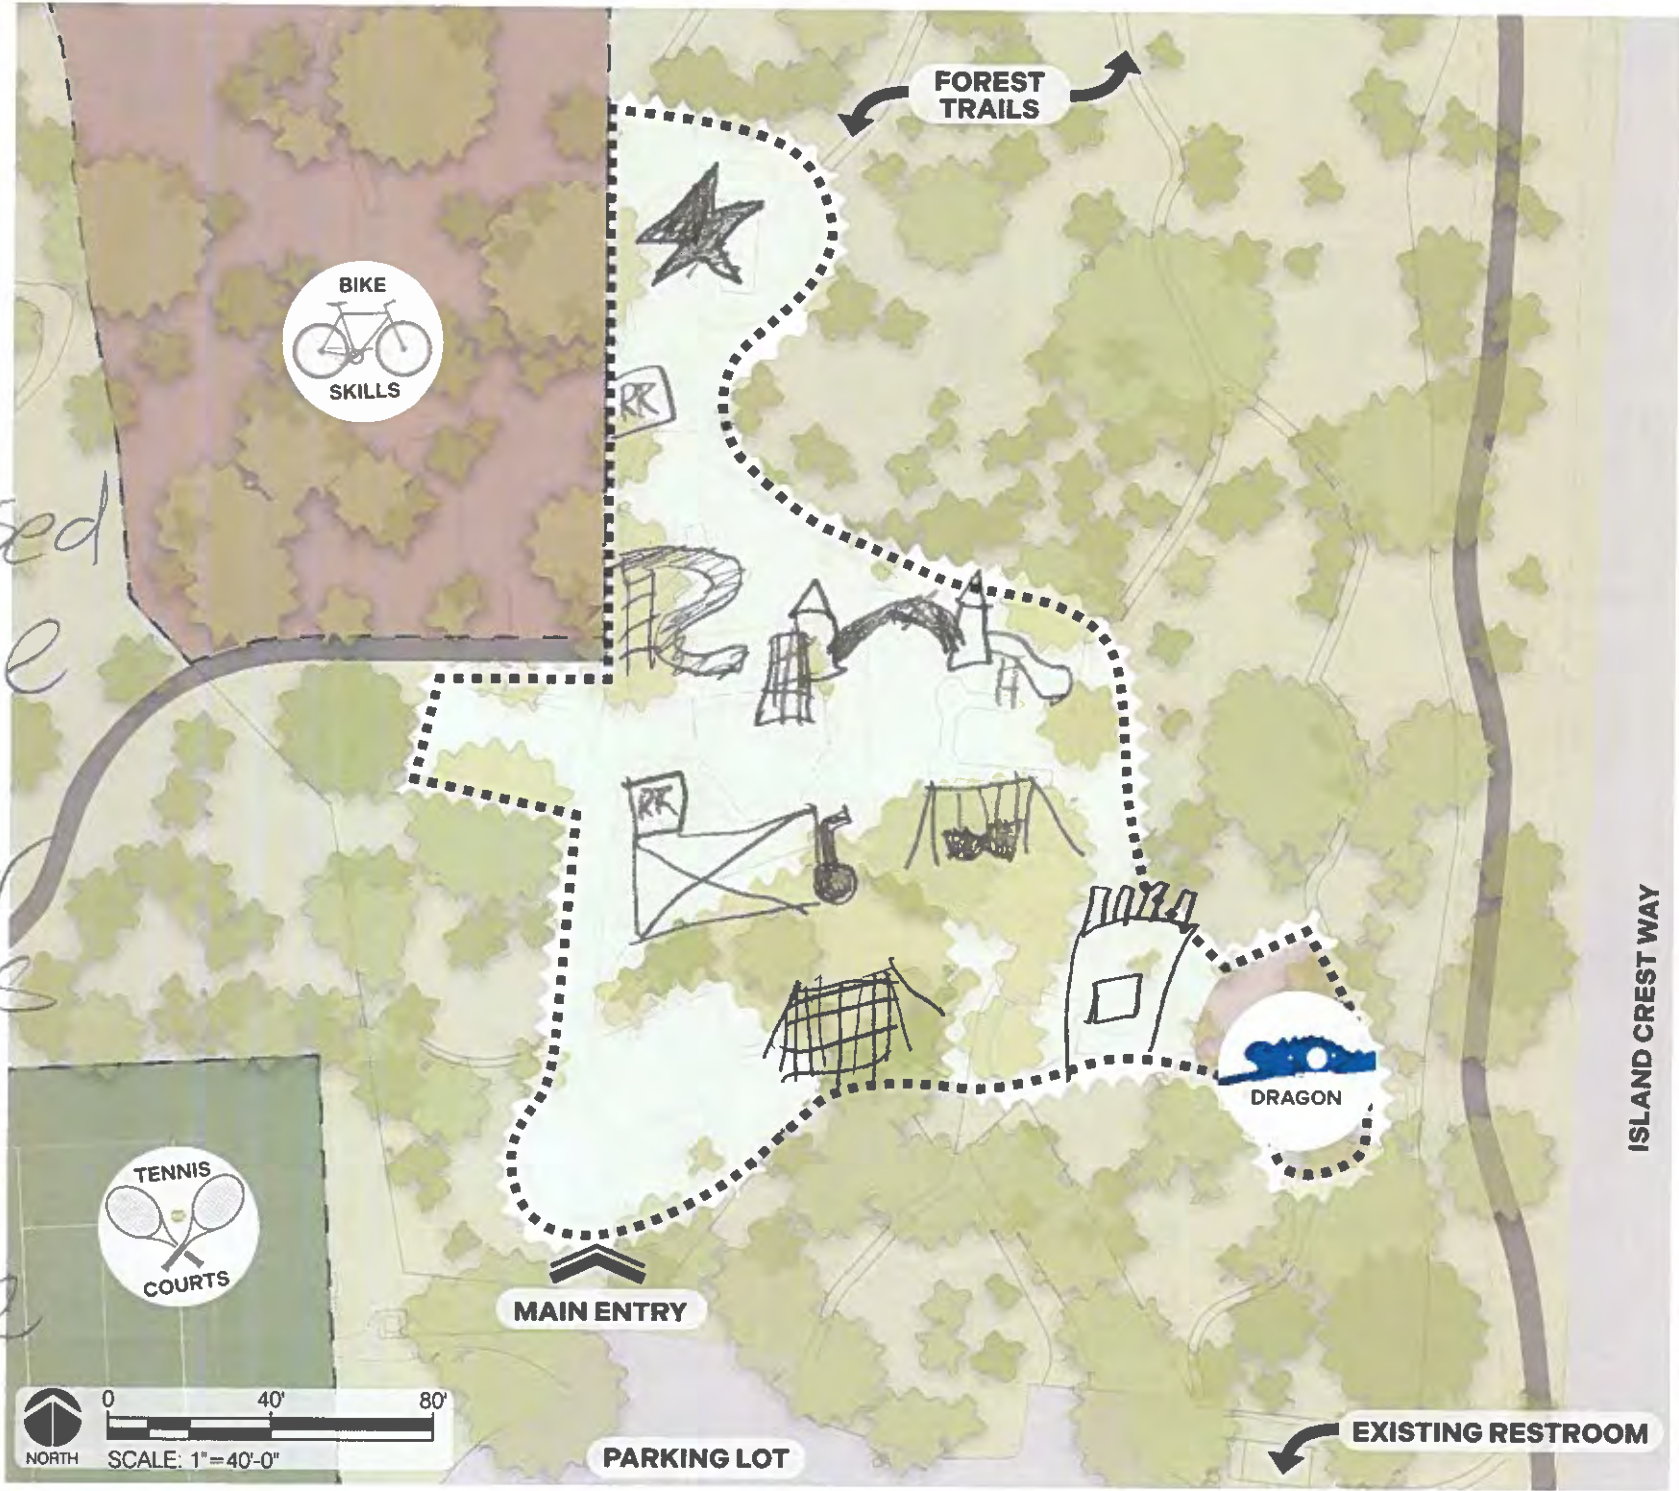 FOREST
TRAILS
BIKE
SKILLS
RR
RR
DRAGON
ISLAND CREST WAY
TENNIS
COURTS
MAIN ENTRY
0 40' 80'
NORTH
SCALE: 1"=40'-0"
PARKING LOT
EXISTING RESTROOM